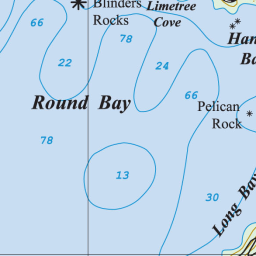 Blinders
Rocks
Limetree
Cove
66
78
Han
Ba
22
24
66
Round Bay
Pelican
Rock
78
13
30
Long Bay